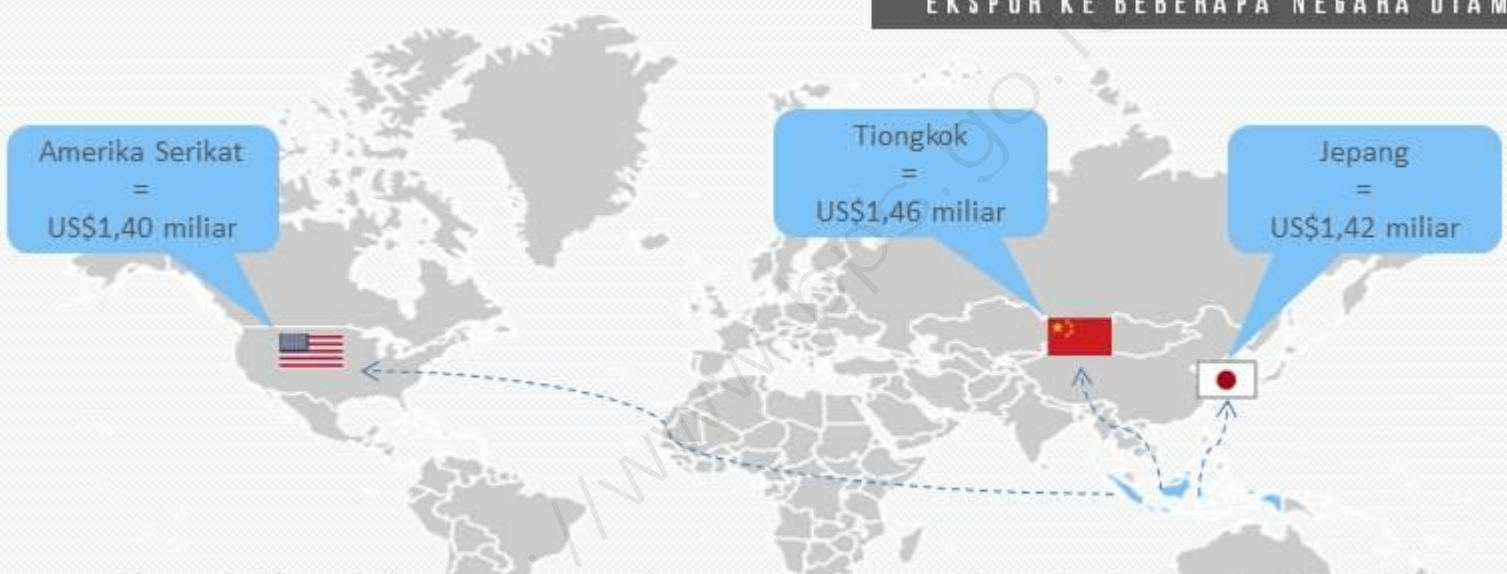 EKSPOR KE BEBERAPA NEGARA
Amerika Serikat
=
US$1,40 miliar
Tiongkok
=
US$1,46 miliar
Jepang
=
US$1,42 miliar